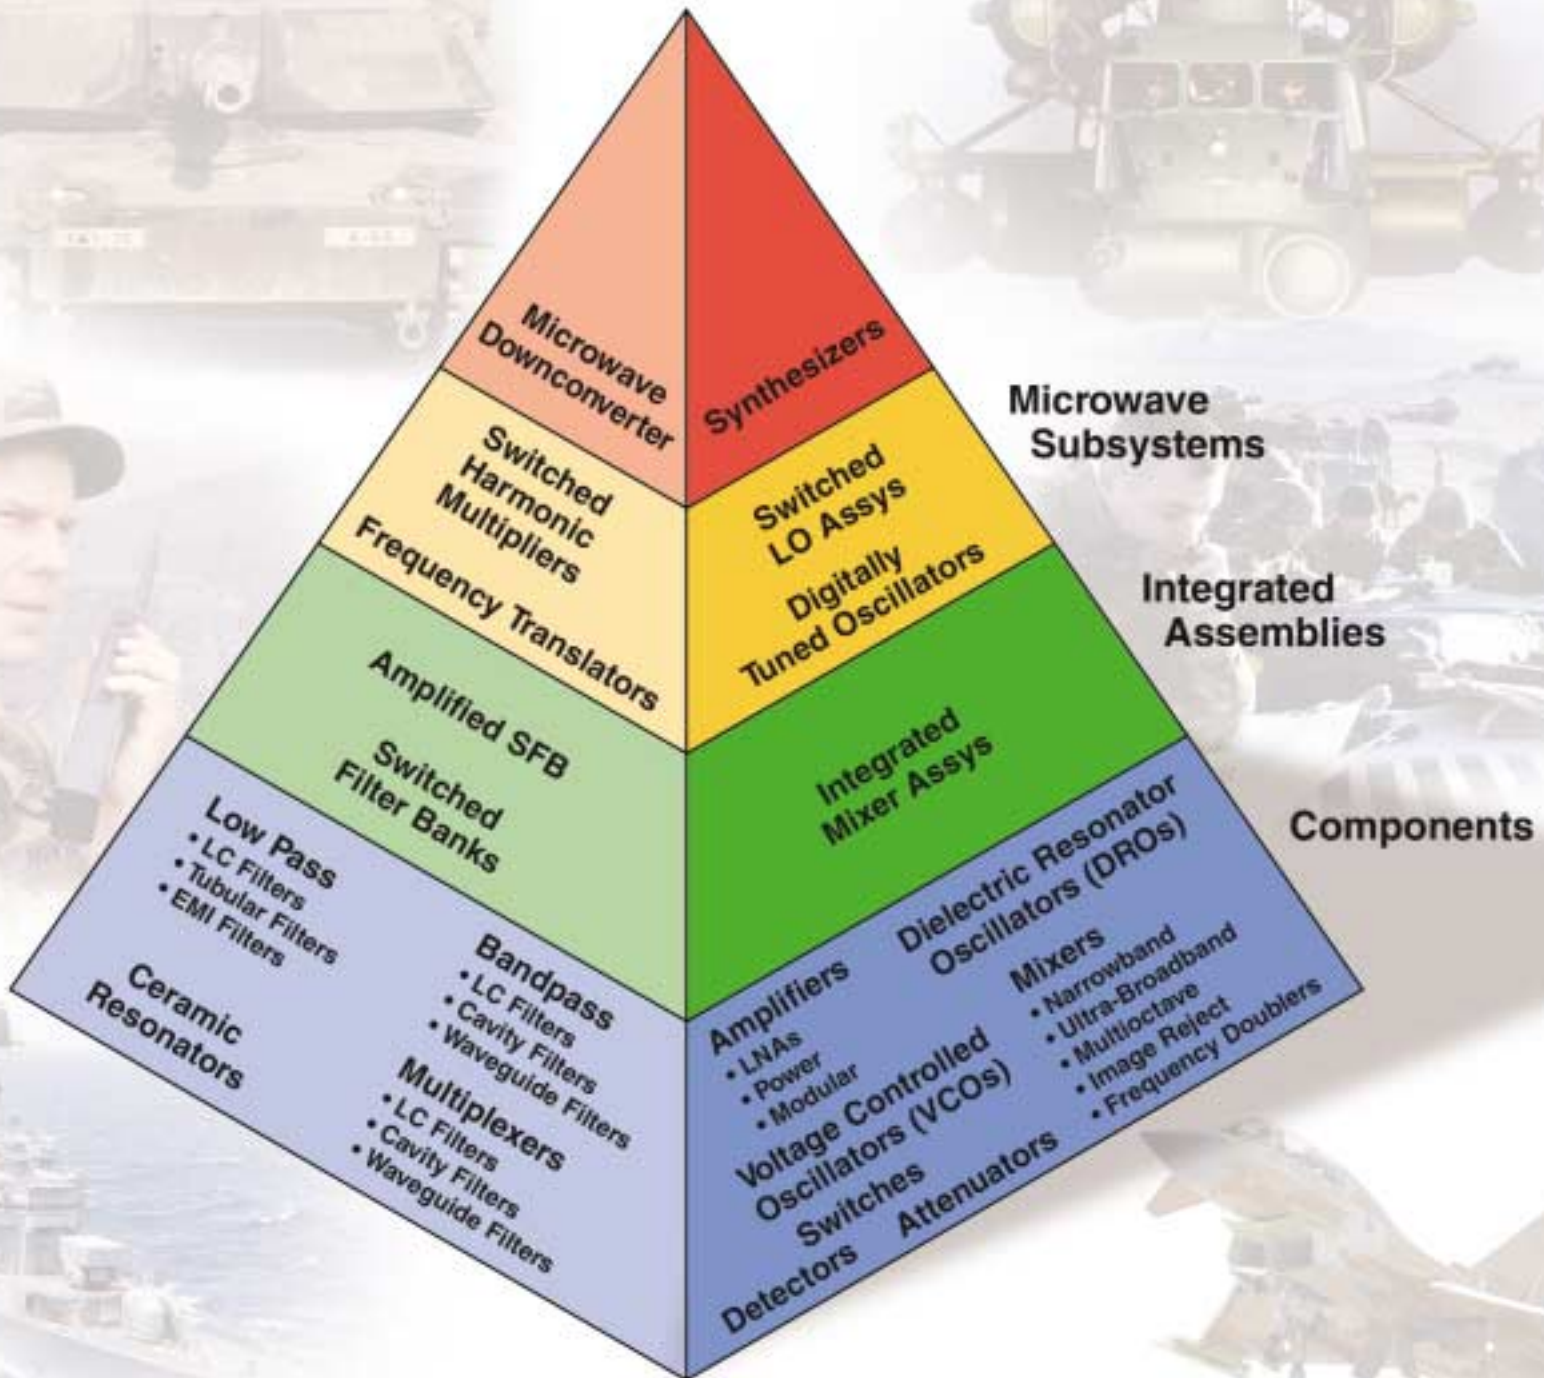 Microwave
Downconverter
Synthesizers
Microwave
Subsystems
Switched
Harmonic
Multipliers
Frequency Translators
Switched
LO Assys
Digitally
Tuned Oscillators
Integrated
Assemblies
Amplified SFB
Switched
Filter Banks
Integrated
Mixer Assys
Components
Low Pass
• LC Filters
• Tubular Filters
• EMI Filters
Ceramic
Resonators
Bandpass
• LC Filters
• Cavity Filters
• Waveguide Filters
Multiplexers
• LC Filters
• Cavity Filters
• Waveguide Filters
Dielectric Resonator
Oscillators (DROs)
Amplifiers
• LNAs
• Power
• Modular
Mixers
• Narrowband
• Ultra-Broadband
• Multioctave
• Image Reject
• Frequency Doublers
Voltage Controlled
Oscillators (VCOs)
Switches
Attenuators
Detectors